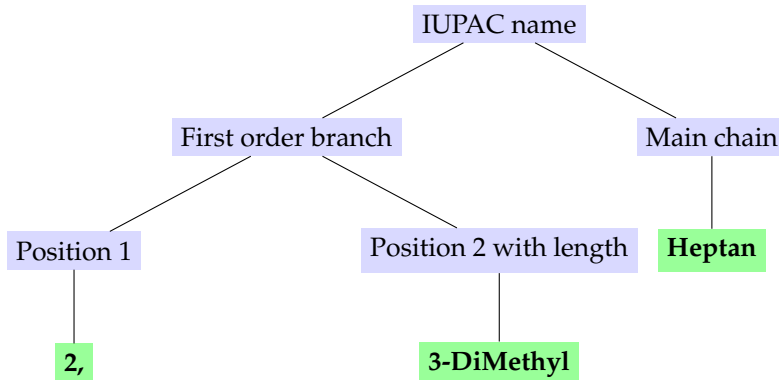 IUPAC name
First order branch
Main chain
Position 1
Position 2 with length
Heptan
2,
3-DiMethyl